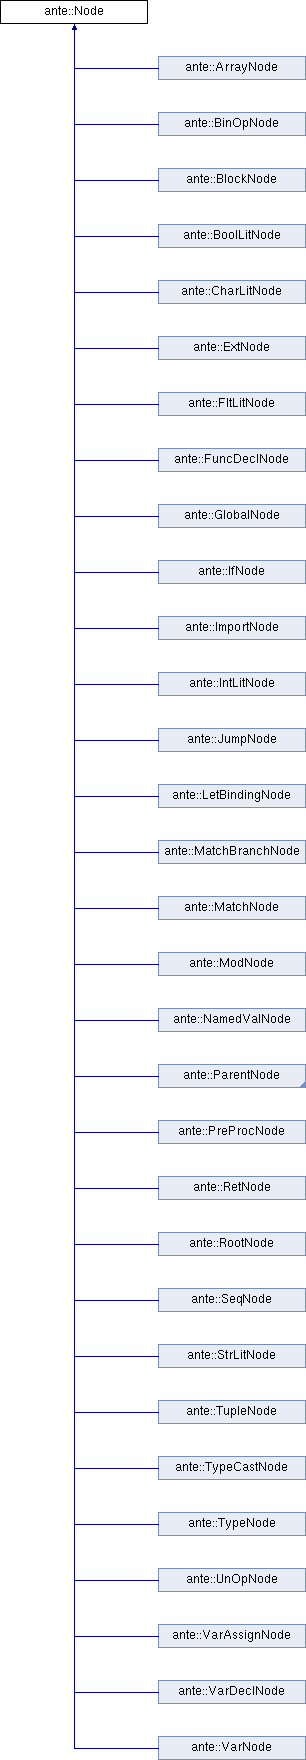 ante::Node
ante::ArrayNode
ante::BinOpNode
ante::BlockNode
ante::BoolLitNode
ante::CharLitNode
ante::ExtNode
ante::FltLitNode
ante::FuncDeclNode
ante::GlobalNode
ante::IfNode
ante::ImportNode
ante::IntLitNode
ante::JumpNode
ante::LetBindingNode
ante::MatchBranchNode
ante::MatchNode
ante::ModNode
ante::NamedValNode
ante::ParentNode
ante::PreProcNode
ante::RetNode
ante::RootNode
ante::SeqNode
ante::StrLitNode
ante::TupleNode
ante::TypeCastNode
ante::TypeNode
ante::UnOpNode
ante::VarAssignNode
ante::VarDeclNode
ante::VarNode